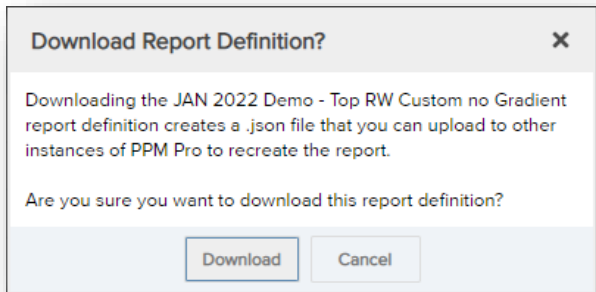 Download Report Definition?
Downloading the JAN 2022 Demo - Top RW Custom no Gradient
report definition creates a .json file that you can upload to other
instances of PPM Pro to recreate the report.
Are you sure you want to download this report definition?
Download Cancel